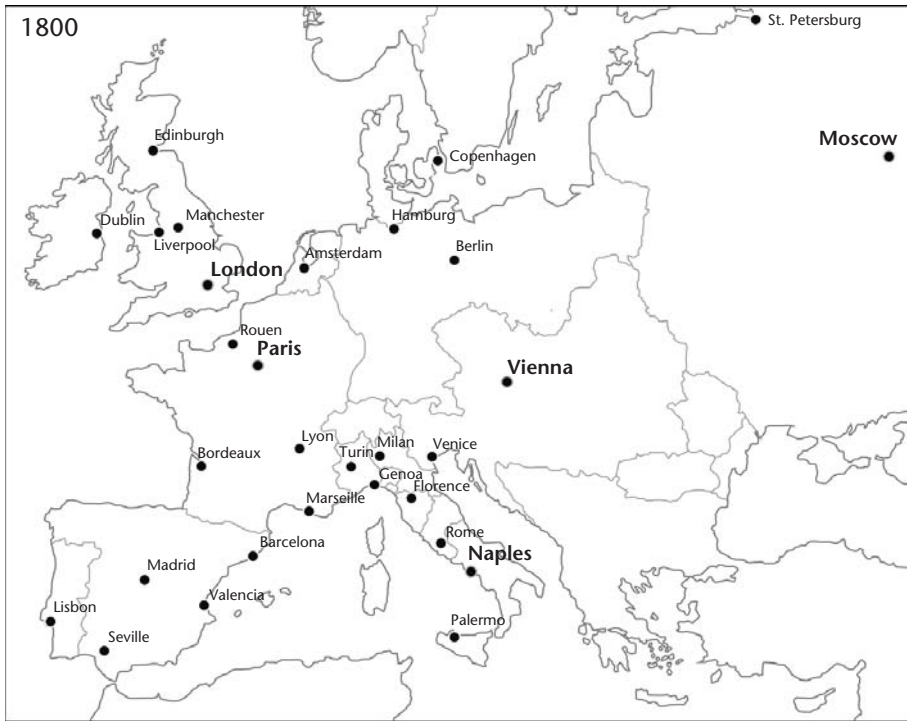 1800
St. Petersburg
Edinburgh
Moscow
Copenhagen
Dublin
Manchester
Hamburg
Liverpool
Berlin
Amsterdam
London
Rouen
Paris
Vienna
Lyon
Milan
Venice
Bordeaux
Turin
Genoa
Florence
Marseille
Rome
Barcelona
Naples
Madrid
Valencia
Lisbon
Palermo
Seville